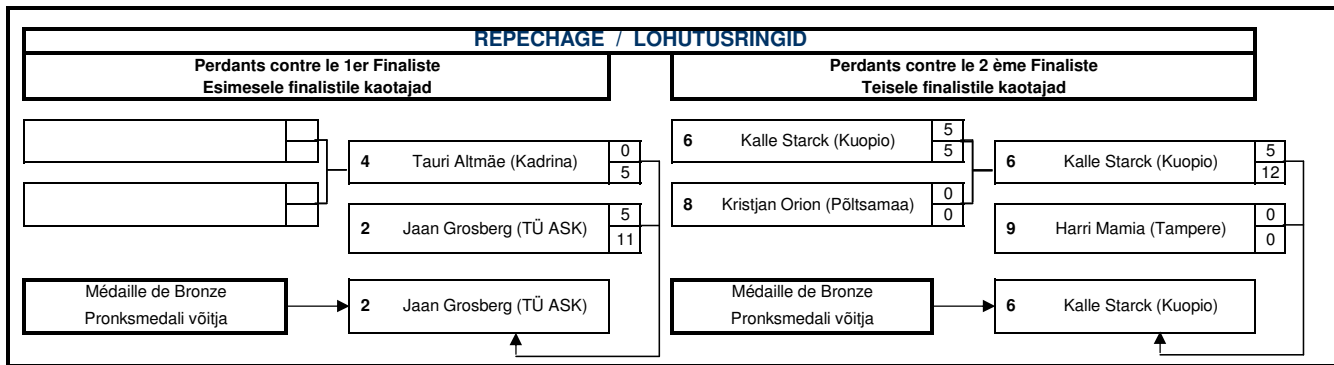 REPECHAGE / LOHUTUSRINGID
Perdants contre le 1er Finaliste
Esimesele finalistile kaotajad
Perdants contre le 2 ème Finaliste
Teisele finalistile kaotajad
4 Tauri Altmäe (Kadrina) 0 5
2 Jaan Grosberg (TÜ ASK) 5 11
Médaille de Bronze
Pronksmedali võitja
2 Jaan Grosberg (TÜ ASK)
6 Kalle Starck (Kuopio) 5 5
8 Kristjan Orion (Põltsamaa) 0 0
6 Kalle Starck (Kuopio) 5 12
9 Harri Mamia (Tampere) 0 0
Médaille de Bronze
Pronksmedali võitja
6 Kalle Starck (Kuopio)